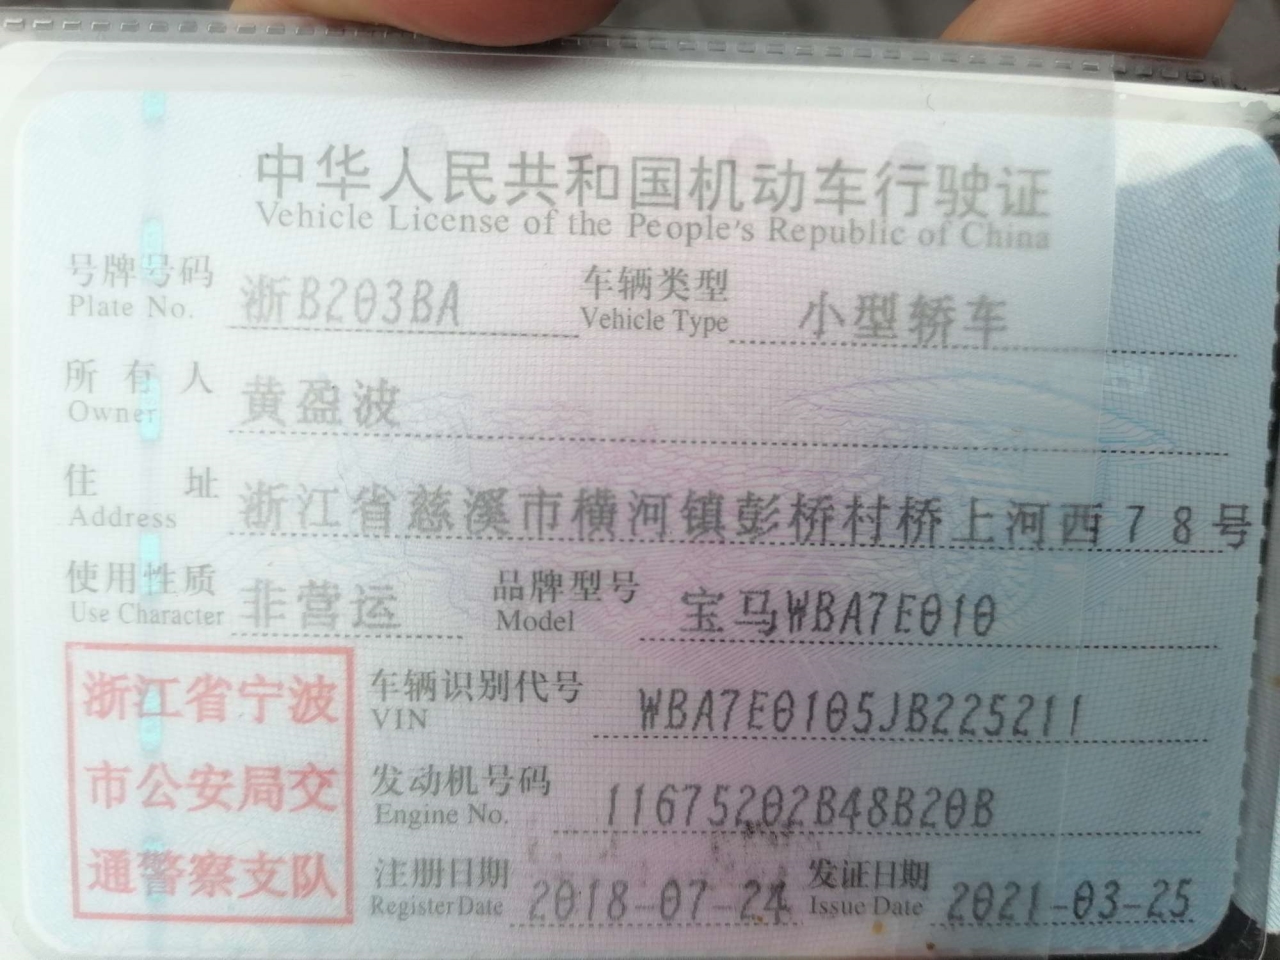 中华人民共和国机动车行驶证
Vehicle License of the People's Republic of China
号牌号码 浙B203BA 车辆类型 小型轿车
Plate No. Vehicle Type
所有人 黄盈波
Owner
住址 浙江省慈溪市横河镇彭桥村桥上河西78号
Address
使用性质 非营运 品牌型号 宝马WBA7E010
Use Character Model
浙江省宁波
市公安局交
通警察支队
车辆识别代号 WBA7E0105JB225211
VIN
发动机号码 11675202B48B20B
Engine No.
注册日期 2018-07-24 发证日期 2021-03-25
Register Date Issue Date